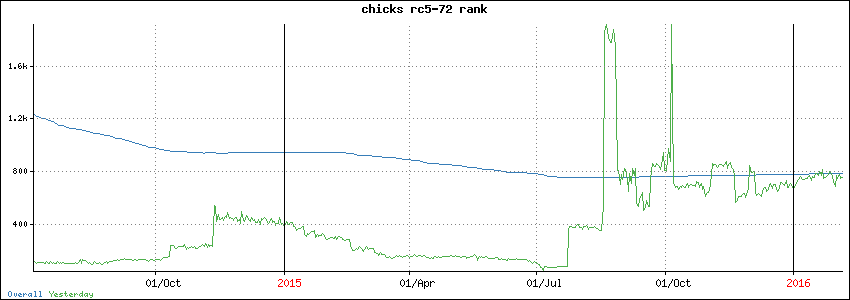 chicks rc5-72 rank
1.6k
1.2k
800
400
01/Oct 2015 01/Apr 01/Jul 01/Oct 2016
Overall Yesterday